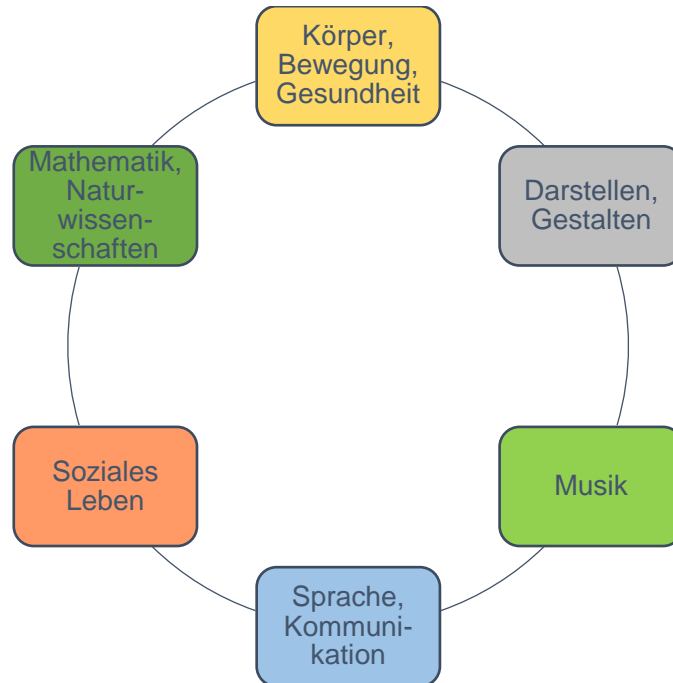 Körper,
Bewegung,
Gesundheit
Mathematik,
Natur-
wissen-
schaften
Darstellen,
Gestalten
Soziales
Leben
Musik
Sprache,
Kommuni-
kation